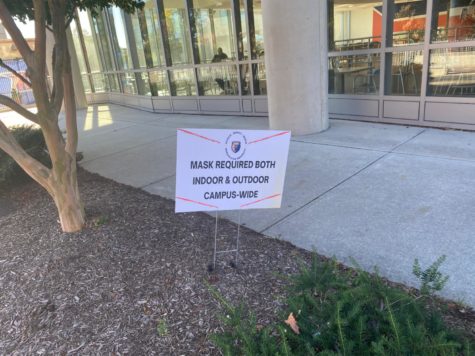 MASK REQUIRED BOTH
INDOOR & OUTDOOR
CAMPUS-WIDE